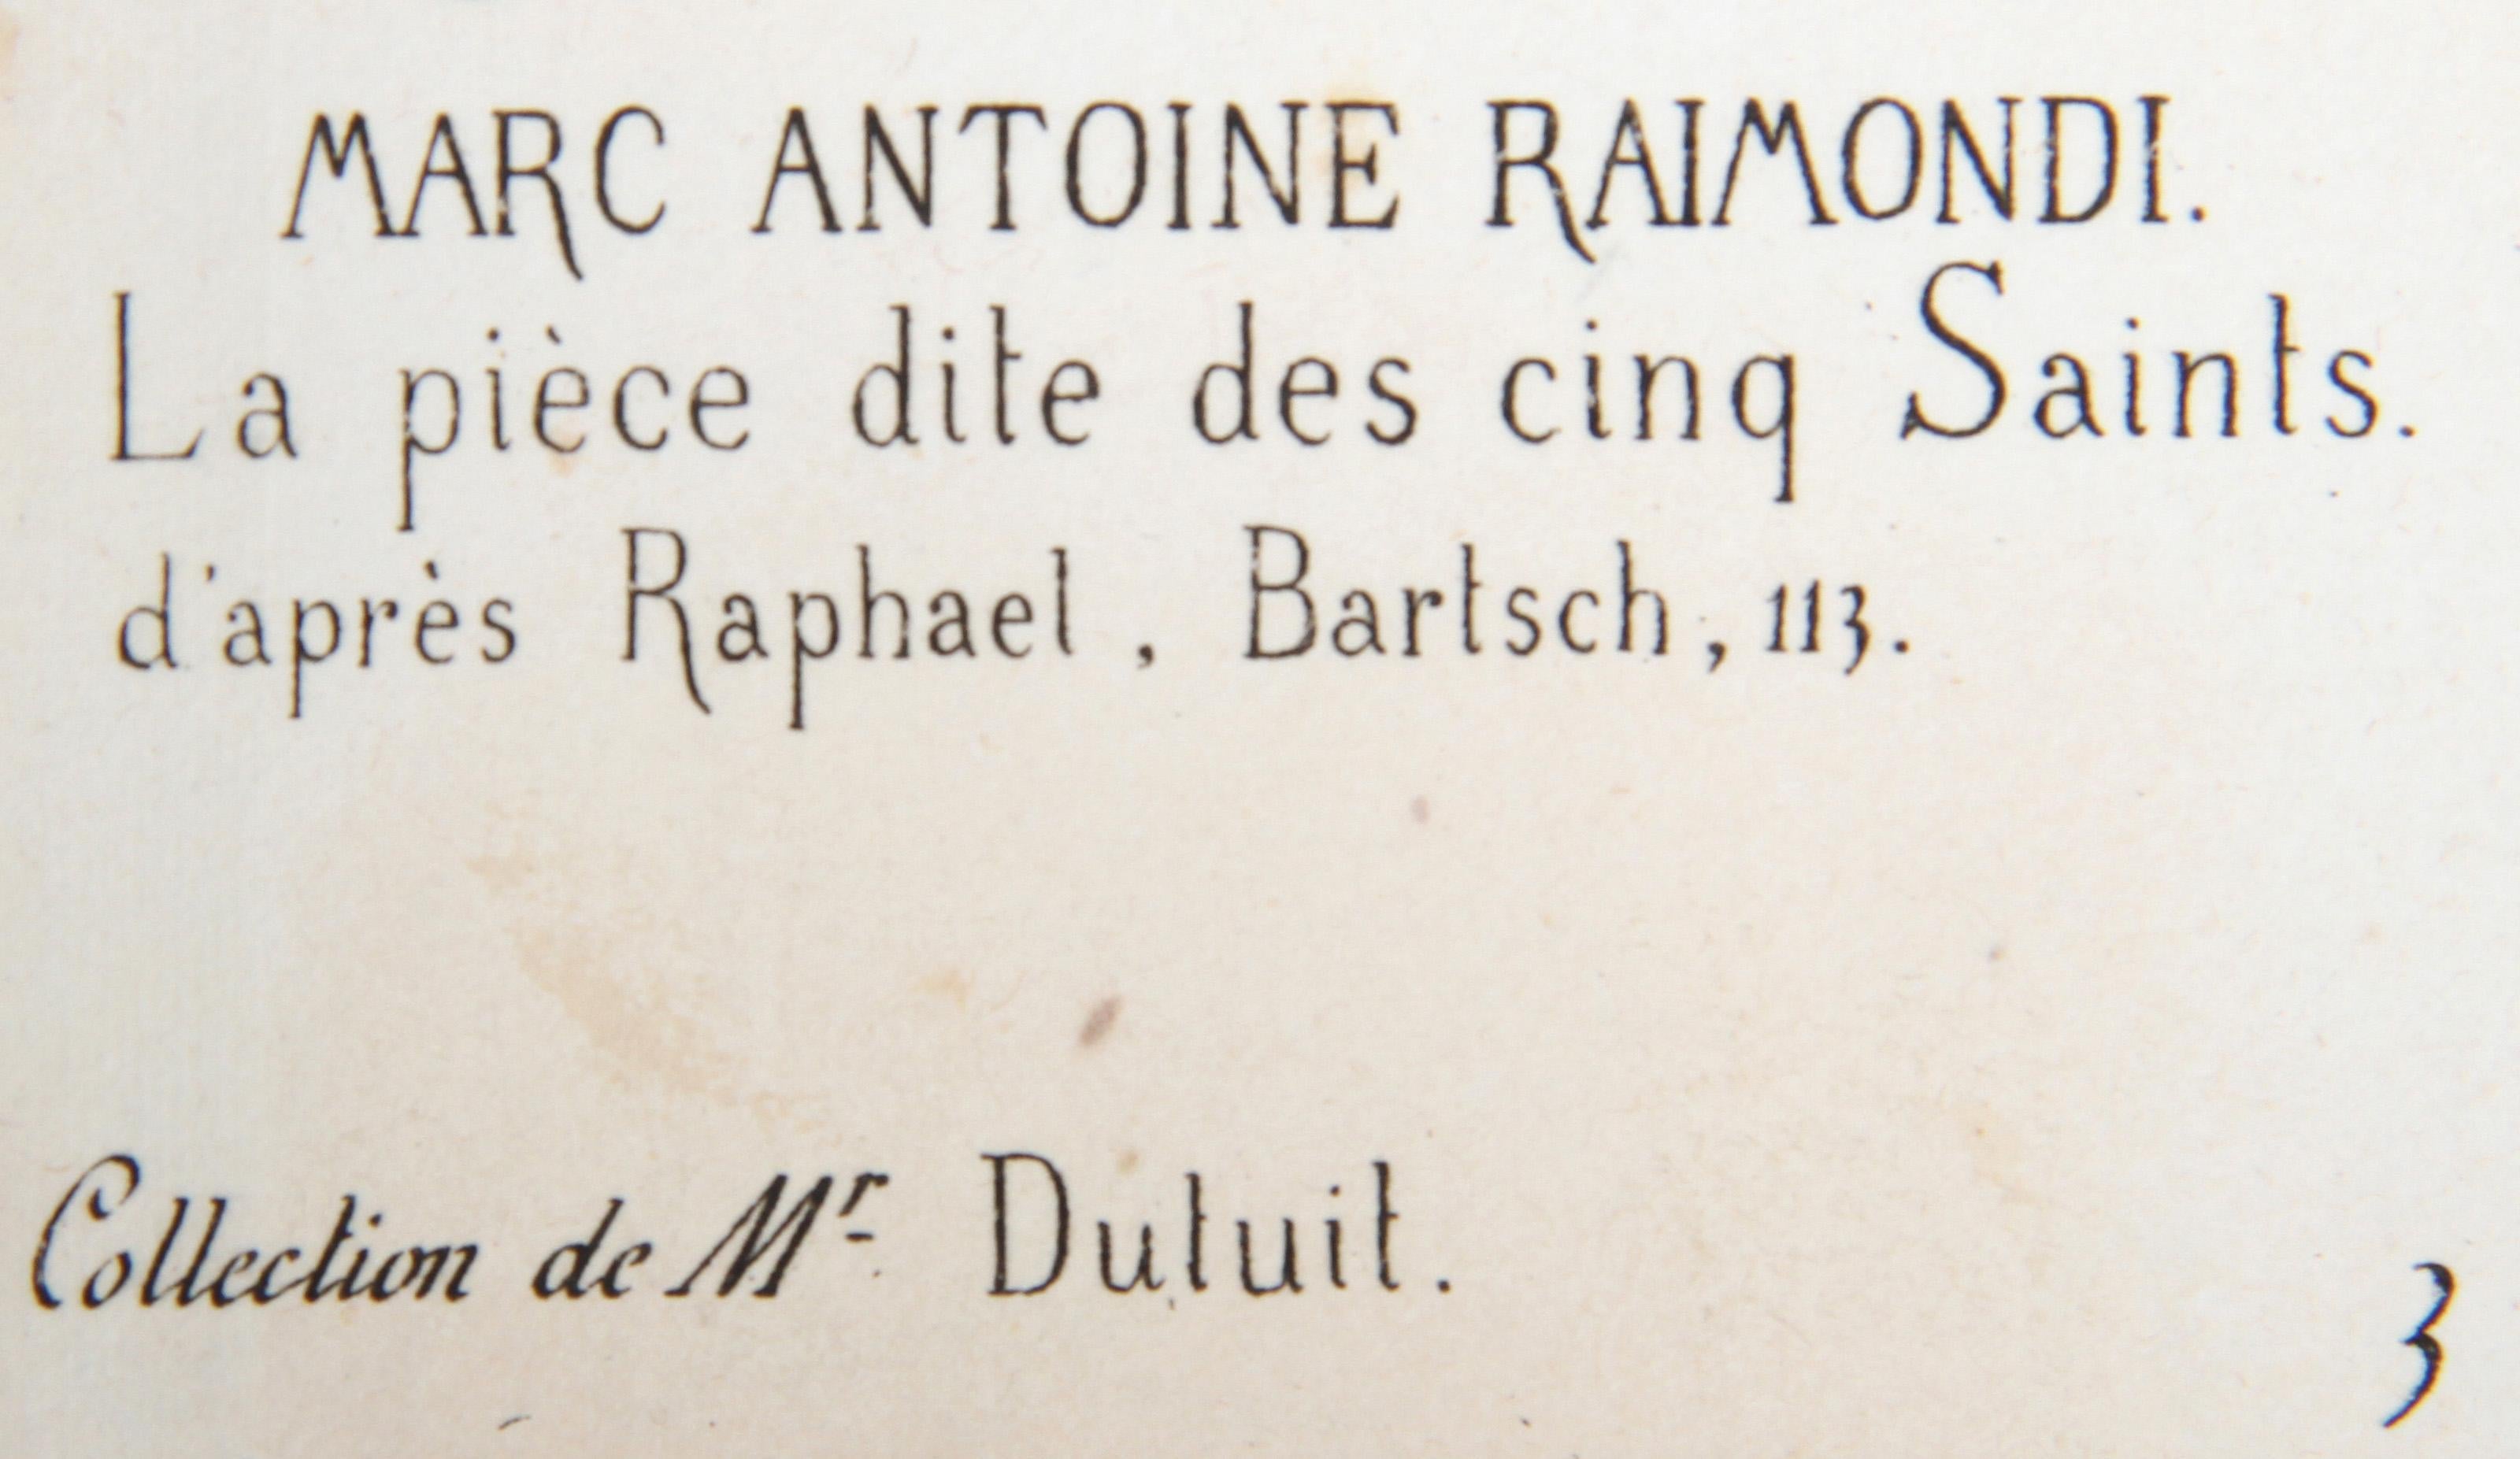 MARC ANTOINE RAIMONDI.
La pièce dite des cinq Saints.
d'après Raphael, Bartsch, 113.
Collection de Mr Dutuit.
3